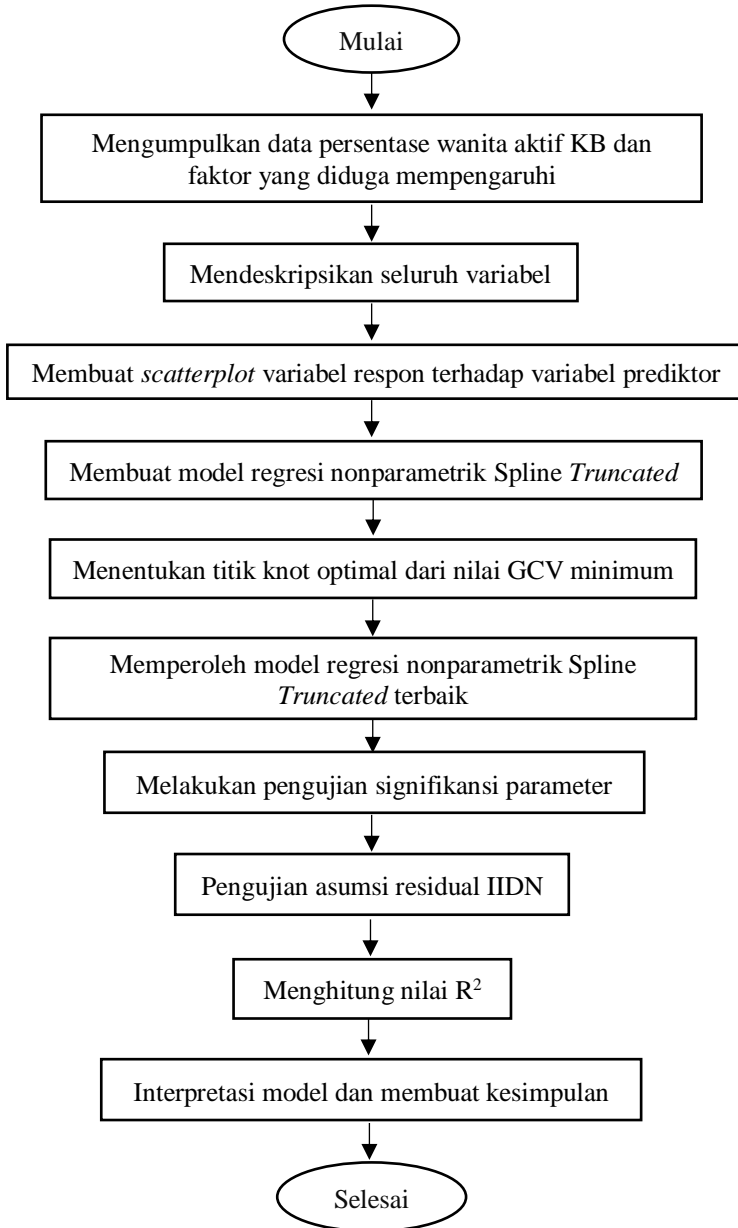 Mulai
Mengumpulkan data persentase wanita aktif KB dan
faktor yang diduga mempengaruhi
Mendeskripsikan seluruh variabel
Membuat scatterplot variabel respon terhadap variabel prediktor
Membuat model regresi nonparametrik Spline Truncated
Menentukan titik knot optimal dari nilai GCV minimum
Memperoleh model regresi nonparametrik Spline
Truncated terbaik
Melakukan pengujian signifikansi parameter
Pengujian asumsi residual IIDN
Menghitung nilai R²
Interpretasi model dan membuat kesimpulan
Selesai